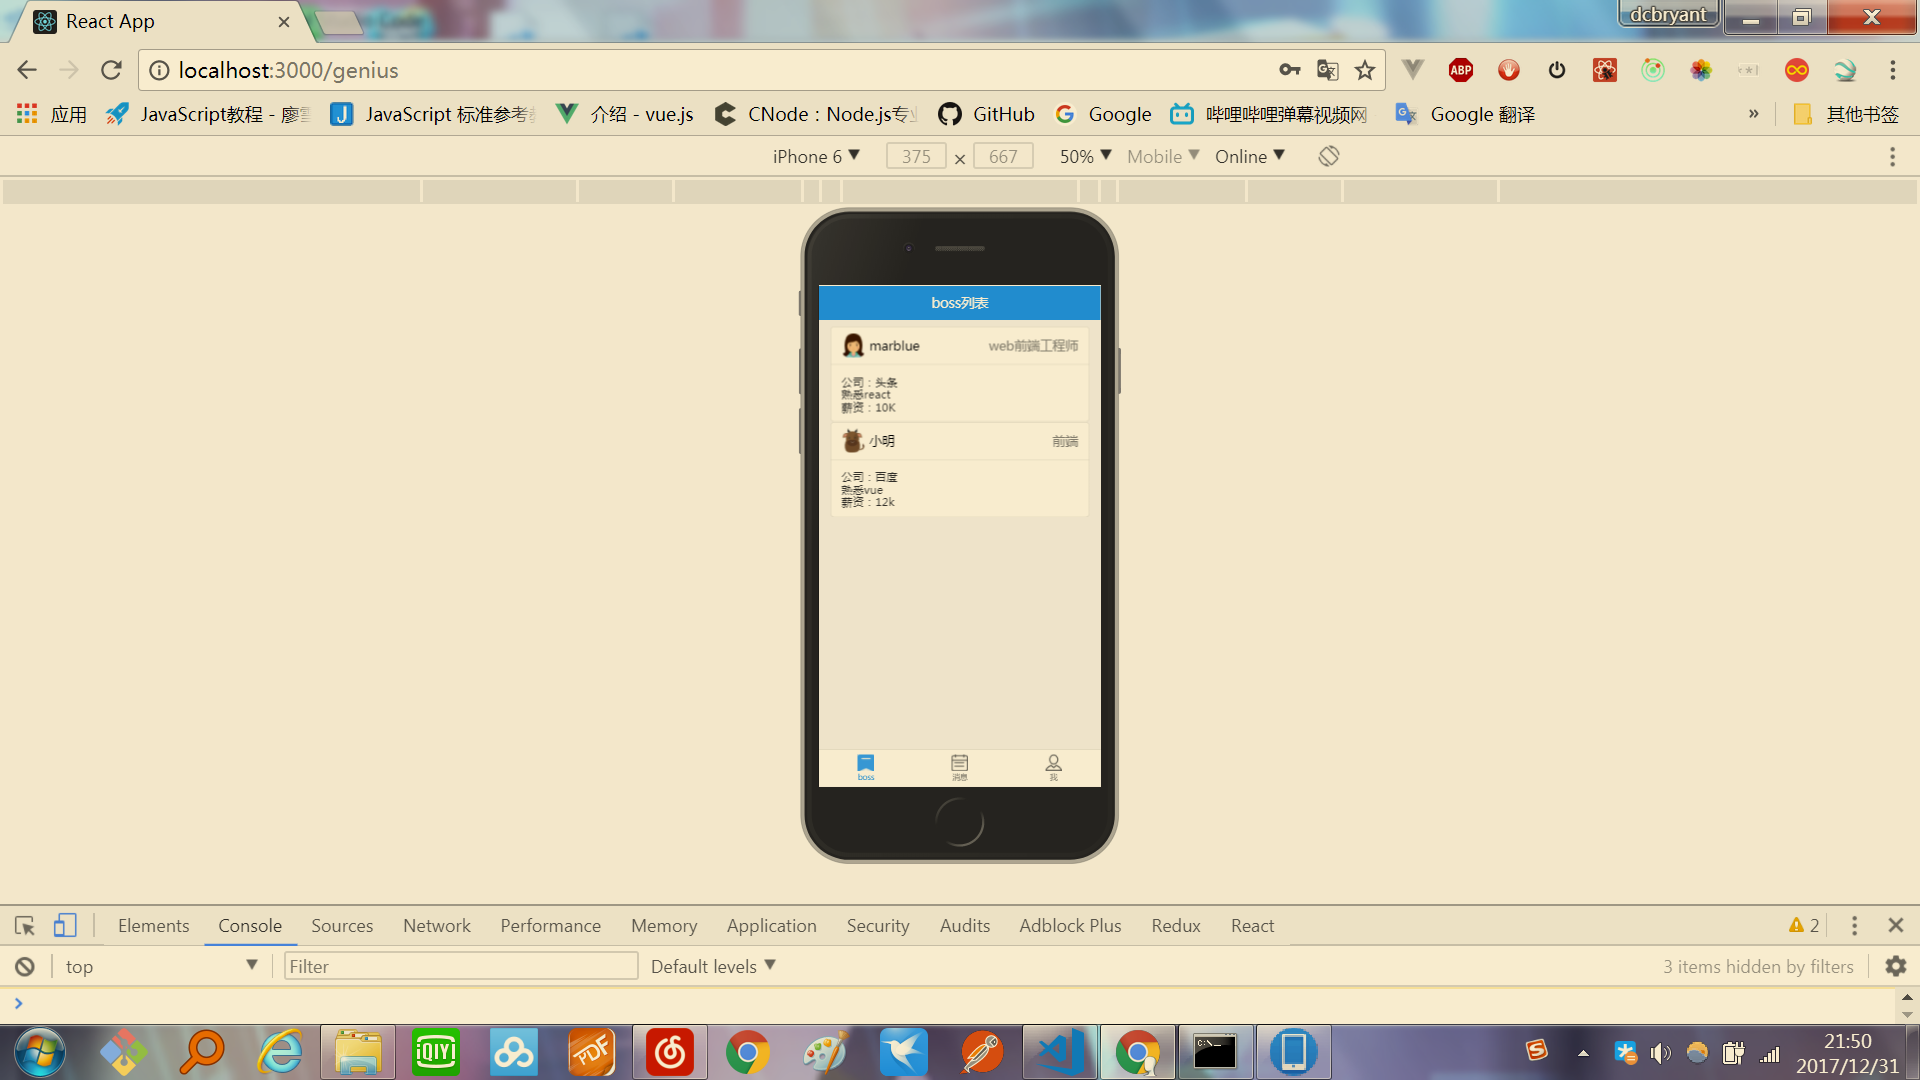 React App
dcbryant
localhost:3000/genius
ABP
应用
JavaScript教程 - 廖雪
JavaScript 标准参考教
介绍 - vue.js
CNode：Node.js专业
GitHub
Google
哔哩哔哩弹幕视频网
Google 翻译
»
其他书签
iPhone 6
375 × 667
50%
Mobile
Online
boss列表
marblue
web前端工程师
公司：头条
熟悉react
薪资：10K
小明
前端
公司：百度
熟悉vue
薪资：12k
boss
消息
我
Elements
Console
Sources
Network
Performance
Memory
Application
Security
Audits
Adblock Plus
Redux
React
2
top
Filter
Default levels
3 items hidden by filters
iQIYI
PDF
C:\_
21:50
2017/12/31